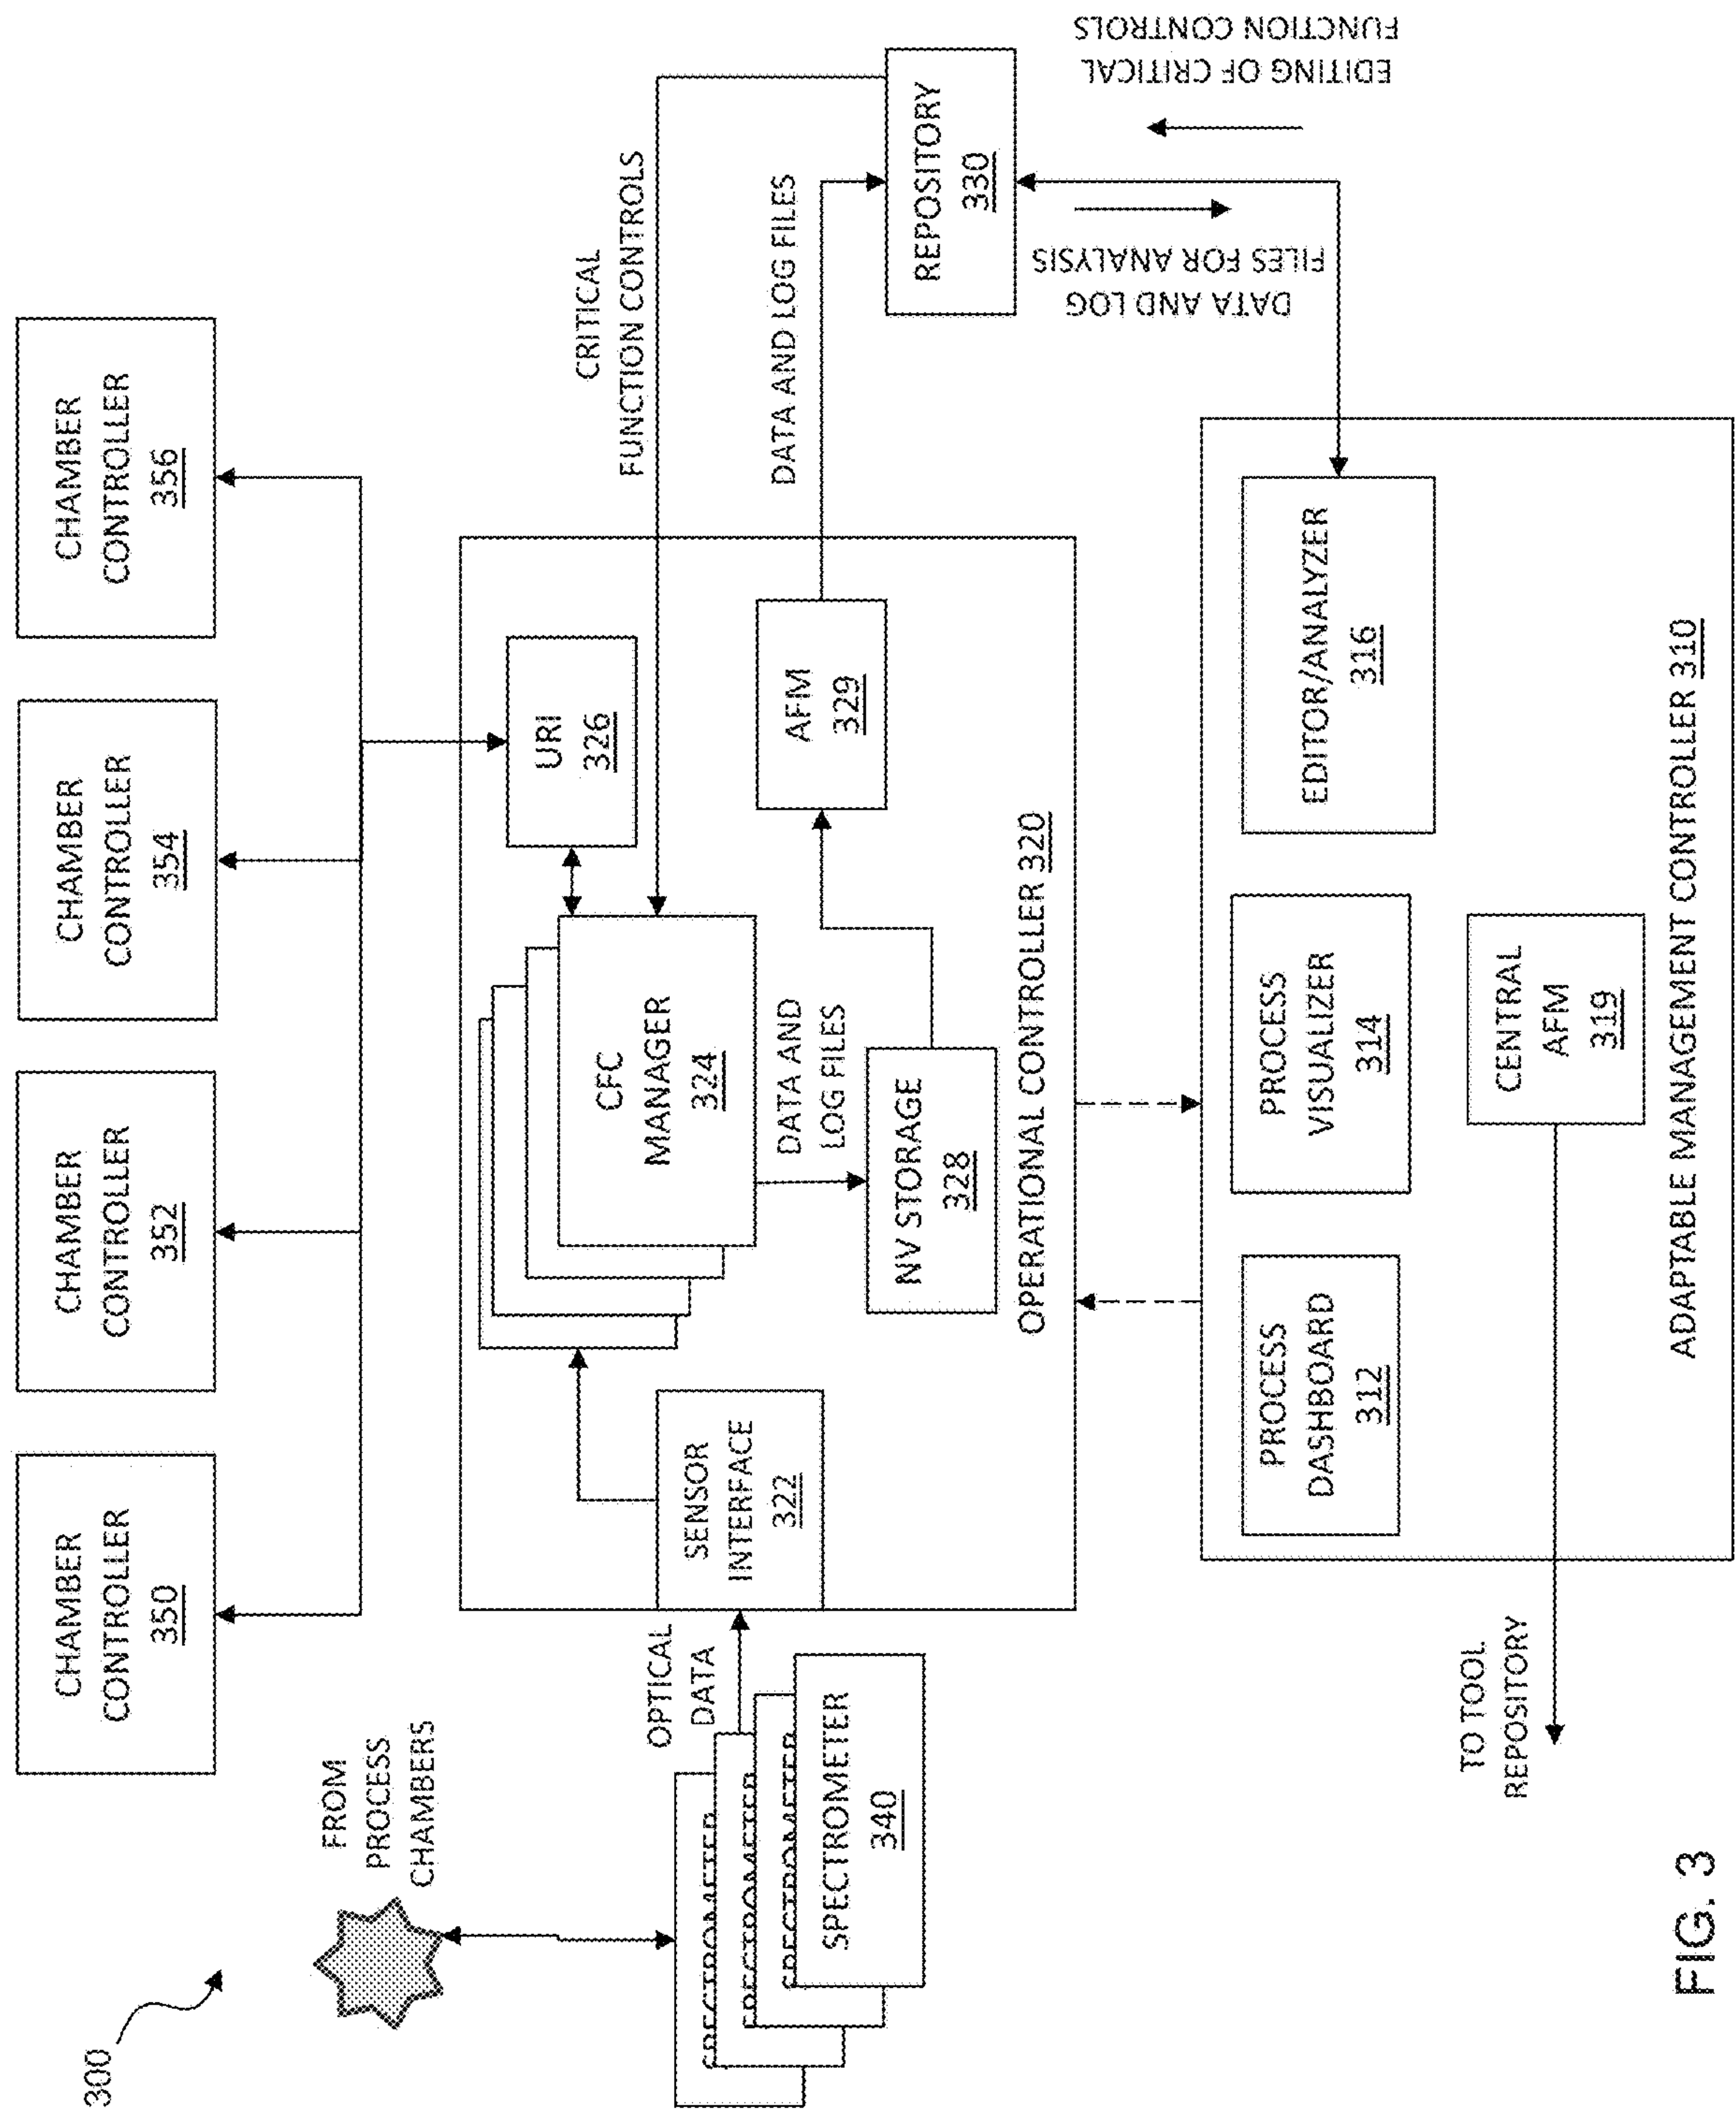 300
FROM
PROCESS
CHAMBERS
CHAMBER
CONTROLLER
350
CHAMBER
CONTROLLER
352
CHAMBER
CONTROLLER
354
CHAMBER
CONTROLLER
356
SPECTROMETER
SPECTROMETER
SPECTROMETER
SPECTROMETER
340
OPTICAL
DATA
SENSOR
INTERFACE
322
CFC
MANAGER
324
URI
326
CRITICAL
FUNCTION CONTROLS
DATA AND
LOG FILES
NV STORAGE
328
AFM
329
DATA AND LOG FILES
OPERATIONAL CONTROLLER 320
REPOSITORY
330
DATA AND LOG
FILES FOR ANALYSIS
EDITING OF CRITICAL
FUNCTION CONTROLS
PROCESS
DASHBOARD
312
PROCESS
VISUALIZER
314
EDITOR/ANALYZER
316
CENTRAL
AFM
319
ADAPTABLE MANAGEMENT CONTROLLER 310
TO TOOL
REPOSITORY
FIG. 3